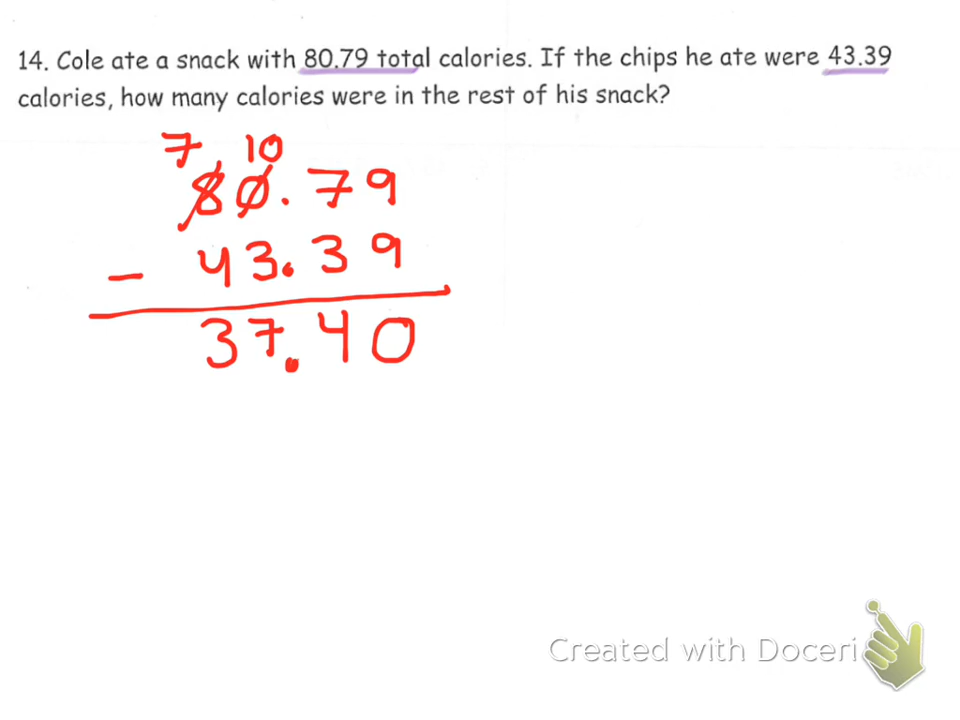 14. Cole ate a snack with 80.79 total calories. If the chips he ate were 43.39
calories, how many calories were in the rest of his snack?
7 10
80.79
- 43.39
37.40
Created with Doceri